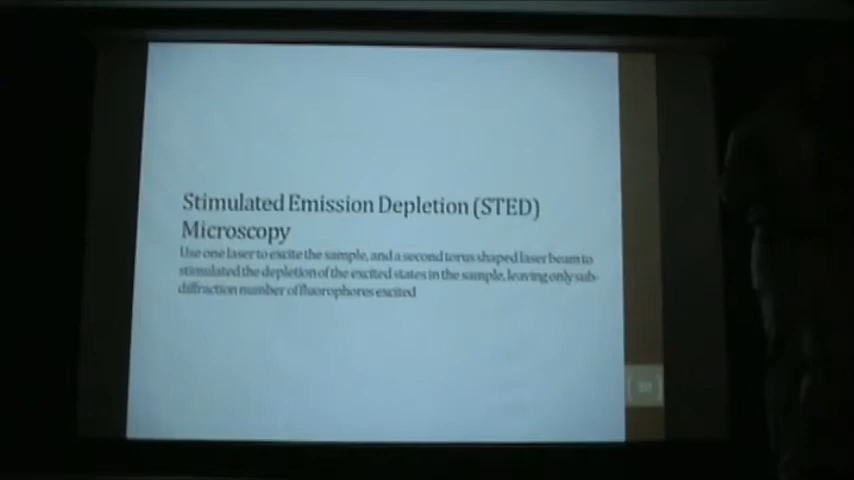 Stimulated Emission Depletion (STED)
Microscopy
Use one laser to excite the sample, and a second torus shaped laser beam to
stimulated the depletion of the excited states in the sample, leaving only sub-
diffraction number of fluorophores excited